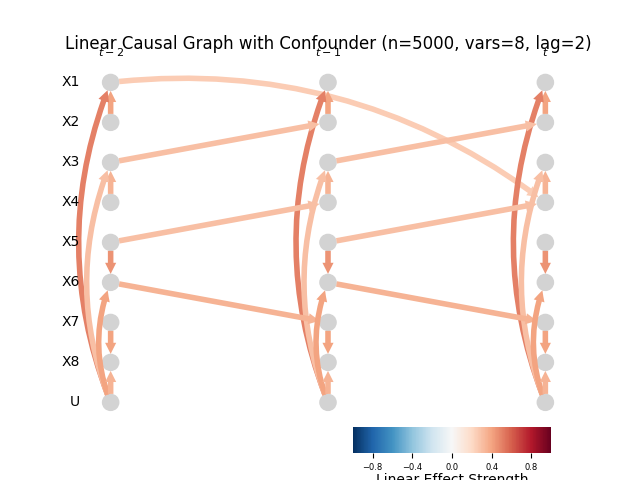 Linear Causal Graph with Confounder (n=5000, vars=8, lag=2)
t−2 t−1 t
X1
X2
X3
X4
X5
X6
X7
X8
U
−0.8 −0.4 0.0 0.4 0.8
Linear Effect Strength